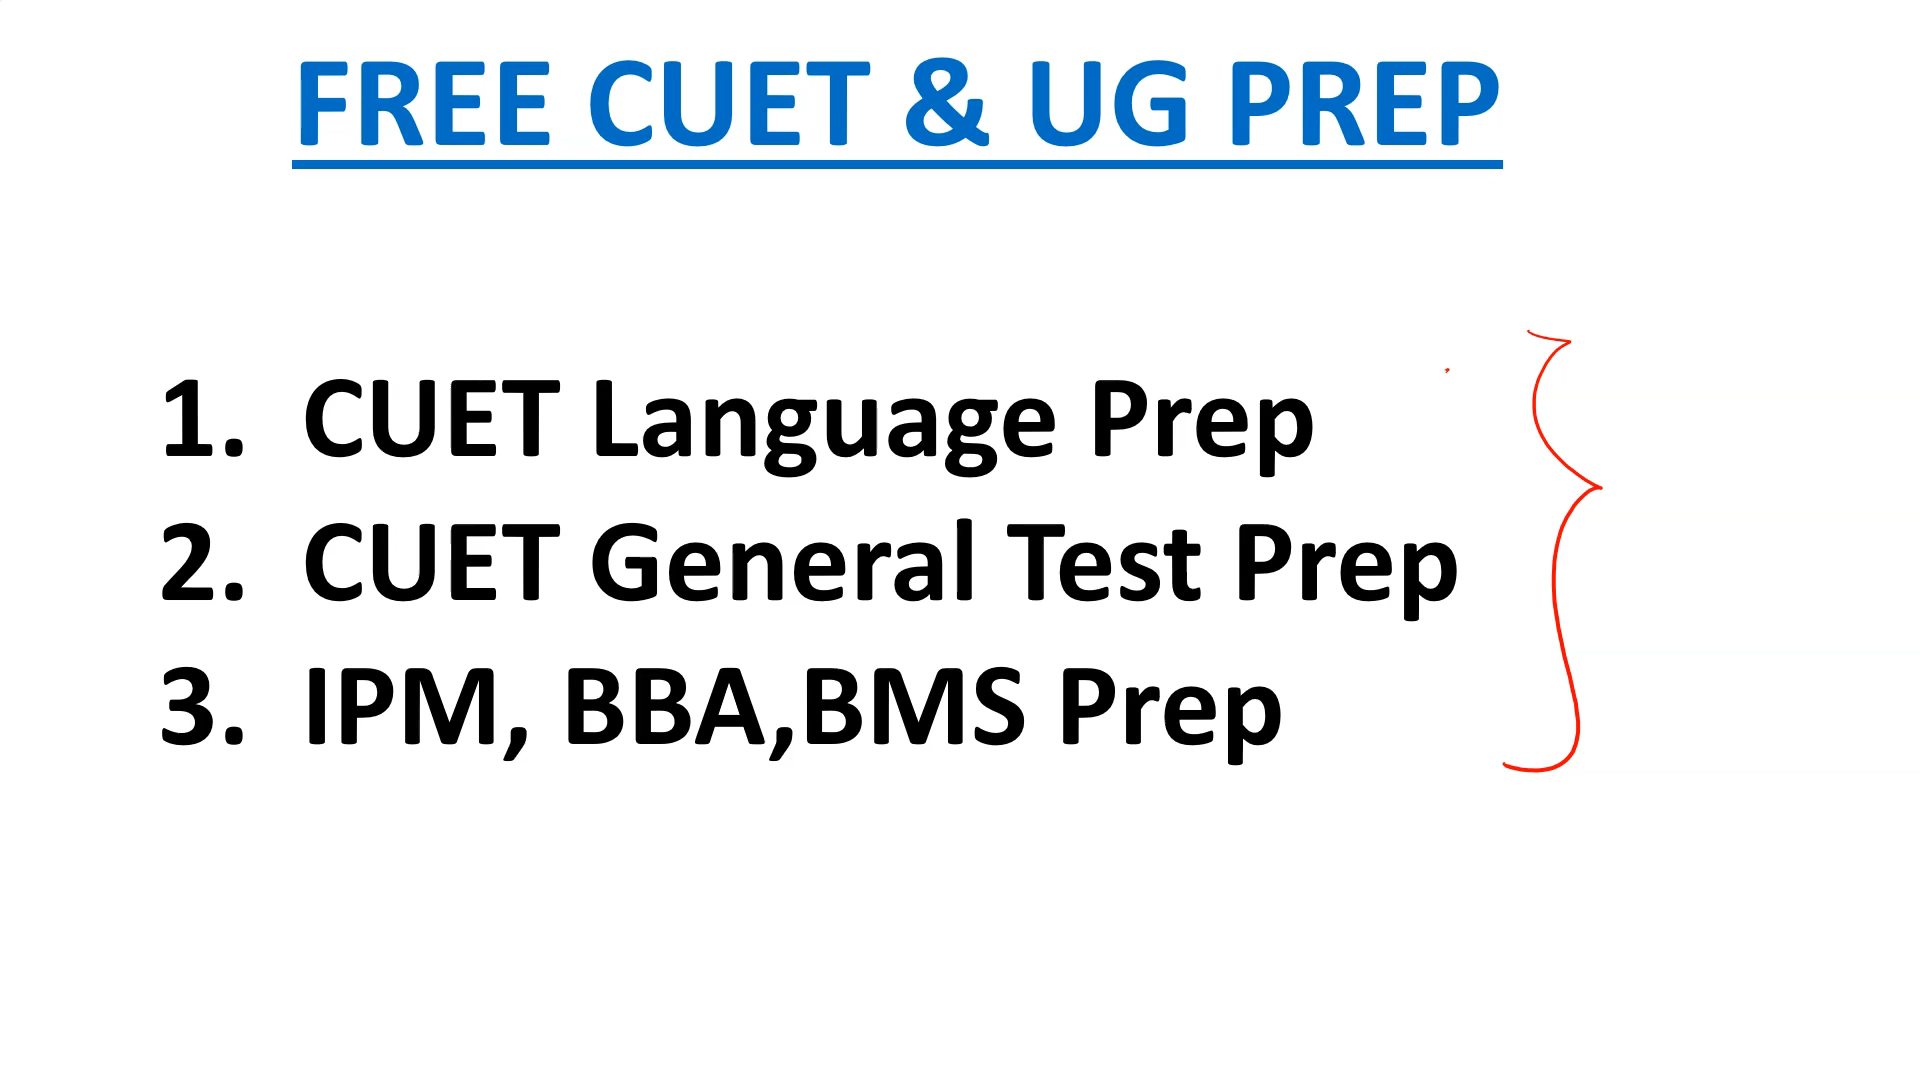 FREE CUET & UG PREP
1. CUET Language Prep
2. CUET General Test Prep
3. IPM, BBA,BMS Prep